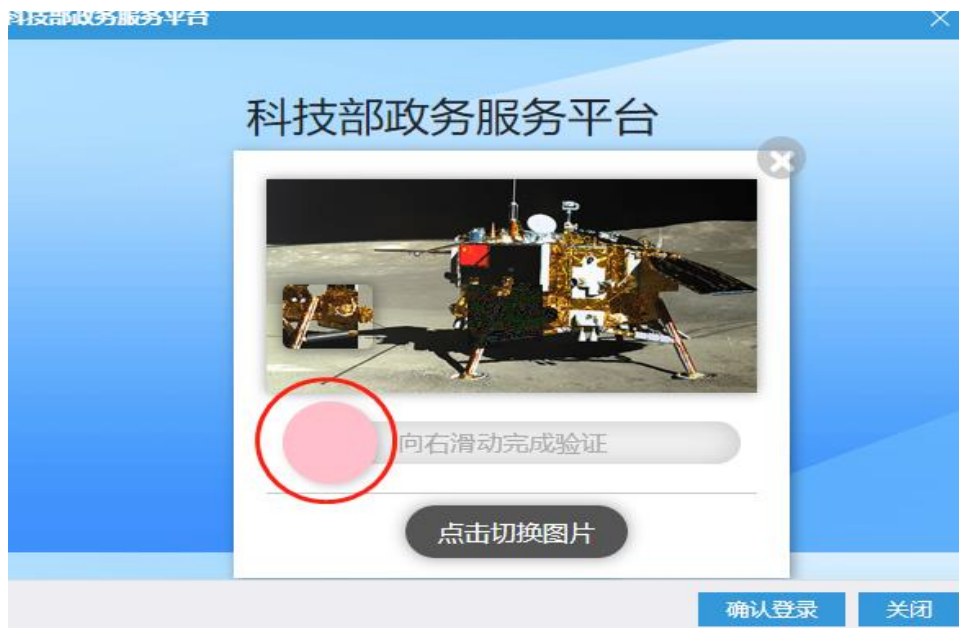 科技部政务服务平台
科技部政务服务平台
向右滑动完成验证
点击切换图片
确认登录
关闭